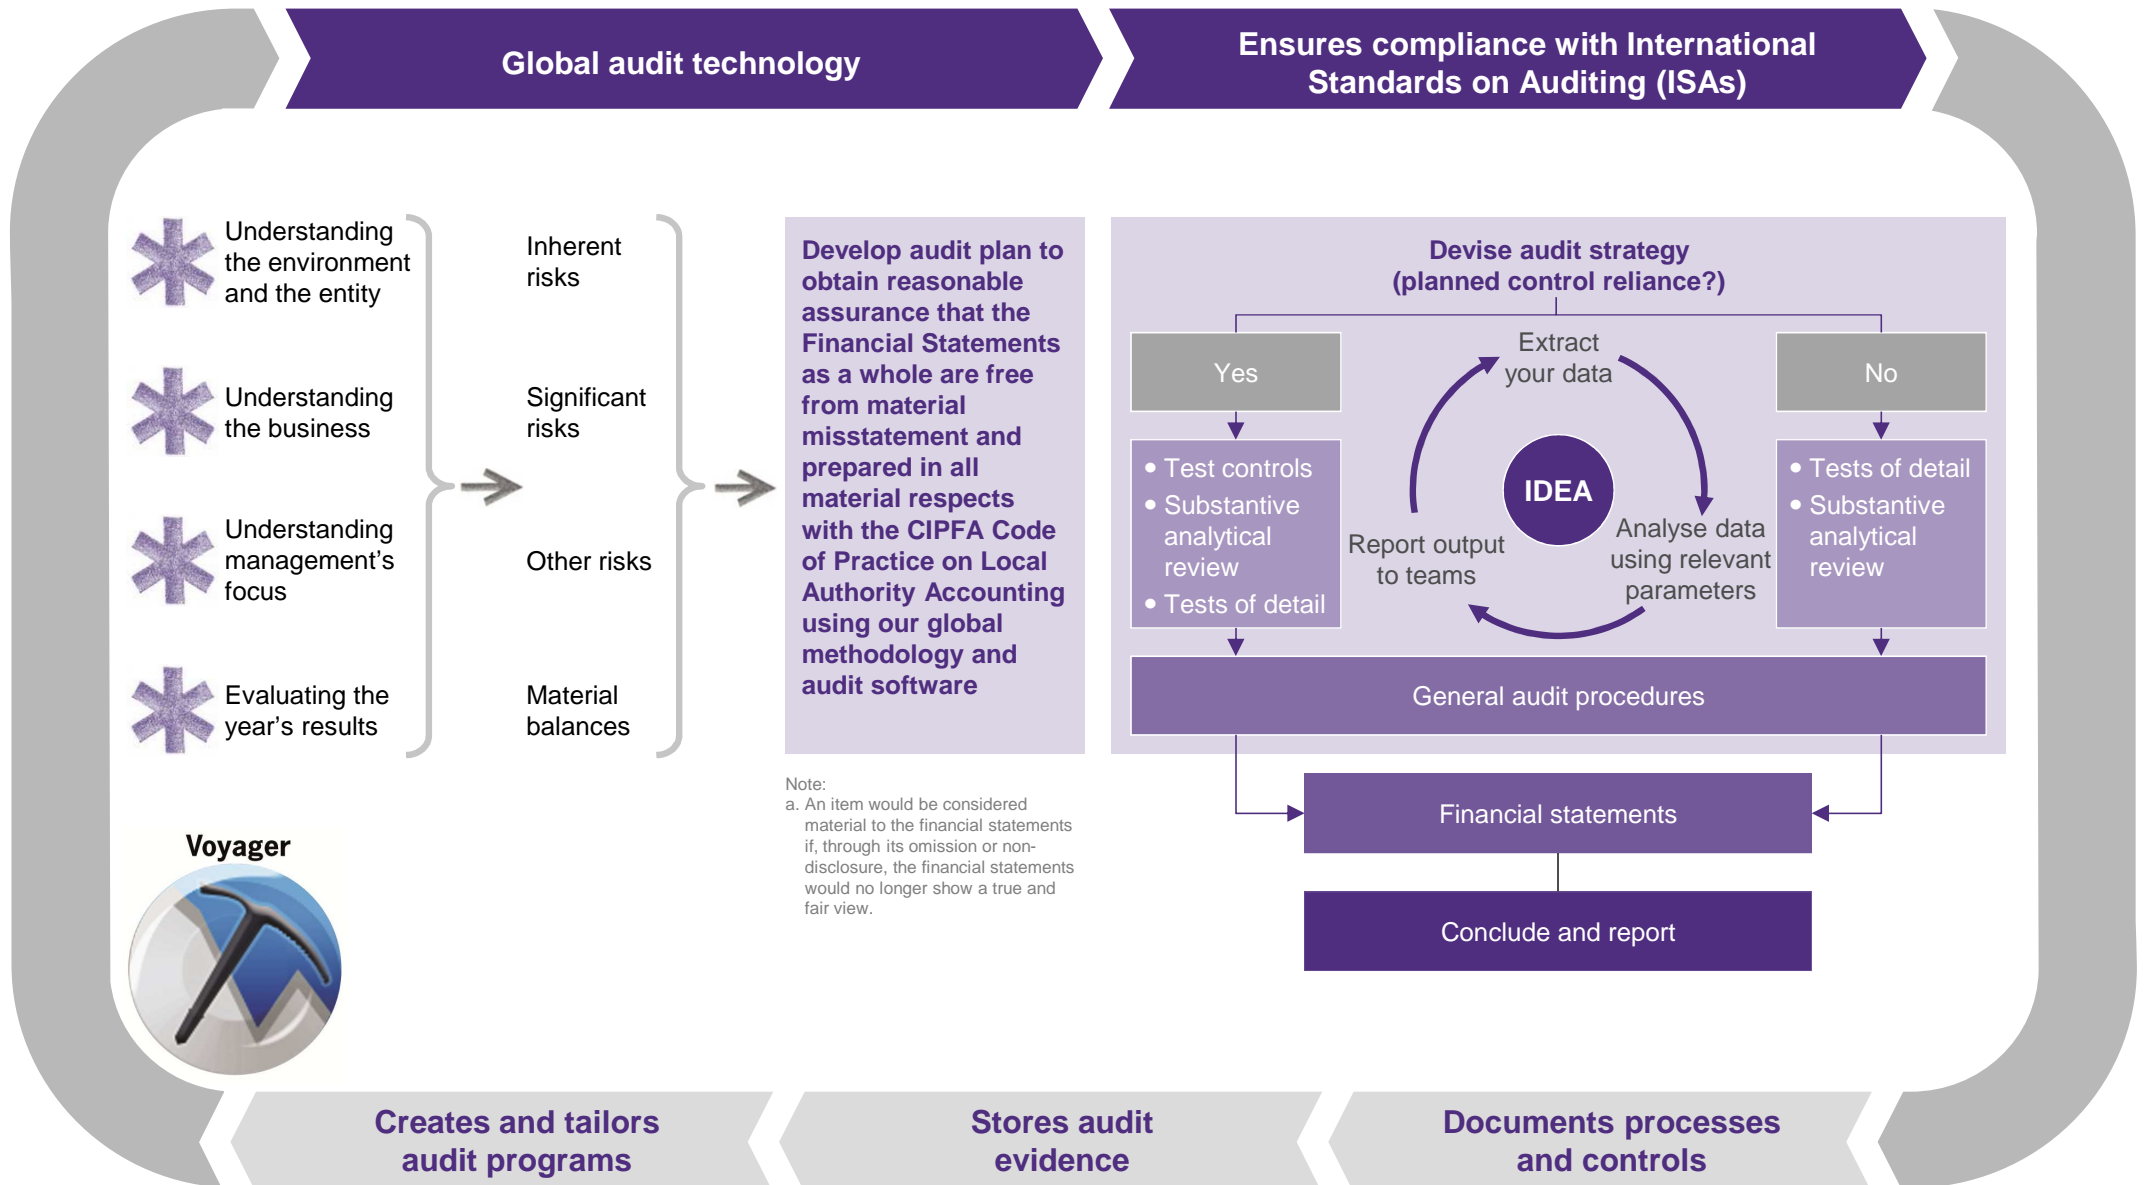 Global audit technology
Ensures compliance with International
Standards on Auditing (ISAs)
Understanding
the environment
and the entity
Understanding
the business
Understanding
management's
focus
Evaluating the
year's results
Inherent
risks
Significant
risks
Other risks
Material
balances
Develop audit plan to
obtain reasonable
assurance that the
Financial Statements
as a whole are free
from material
misstatement and
prepared in all
material respects
with the CIPFA Code
of Practice on Local
Authority Accounting
using our global
methodology and
audit software
Note:
a. An item would be considered
material to the financial statements
if, through its omission or non-
disclosure, the financial statements
would no longer show a true and
fair view.
Devise audit strategy
(planned control reliance?)
Yes
• Test controls
• Substantive
analytical
review
• Tests of detail
Extract
your data
IDEA
Analyse data
using relevant
parameters
Report output
to teams
No
• Tests of detail
• Substantive
analytical
review
General audit procedures
Financial statements
Conclude and report
Voyager
Creates and tailors
audit programs
Stores audit
evidence
Documents processes
and controls